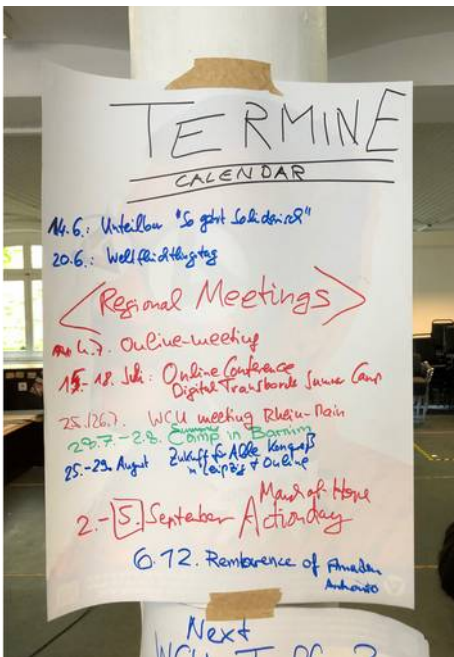 TERMINE
CALENDAR
14.6.: Unteilbar "So geht Solidarisch"
20.6.: Weltflüchtlingstag
<Regional Meetings>
4.7. Online-meeting
15.-18. Juli: Online Conference
Digital Transborder Summer Camp
25./26.7. WCU meeting Rhein-Main
Summer
28.7.-2.8. Camp in Barnim
25.-29. August Zukunft für Alle Kongreß
in Leipzig + Online
March of Hope
2.-5. September Actionday
6.12. Rembarence of Amadeu
Antonio
Next
WCU